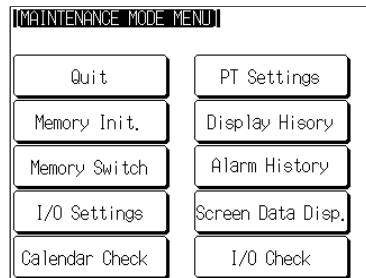 [MAINTENANCE MODE MENU]
Quit
PT Settings
Memory Init.
Display Hisory
Memory Switch
Alarm History
I/O Settings
Screen Data Disp.
Calendar Check
I/O Check